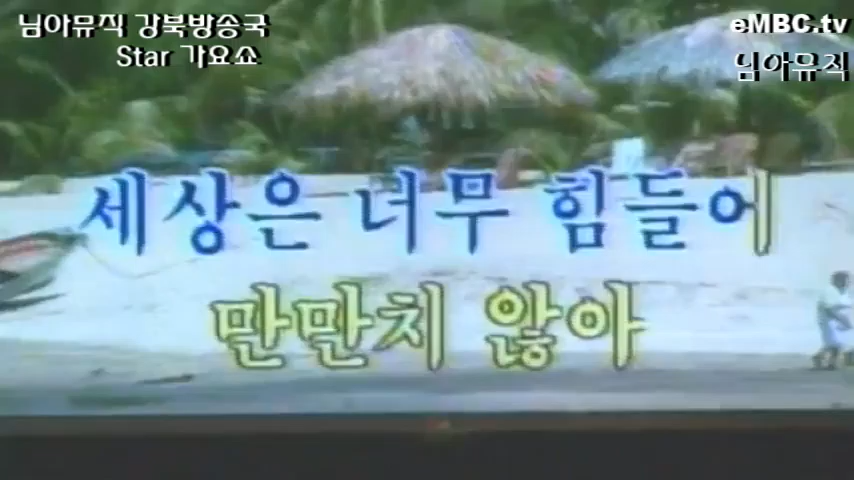 님아뮤직 강북방송국
Star 가요쇼
eMBC.tv
님아뮤직
세상은 너무 힘들에
만만치 않아